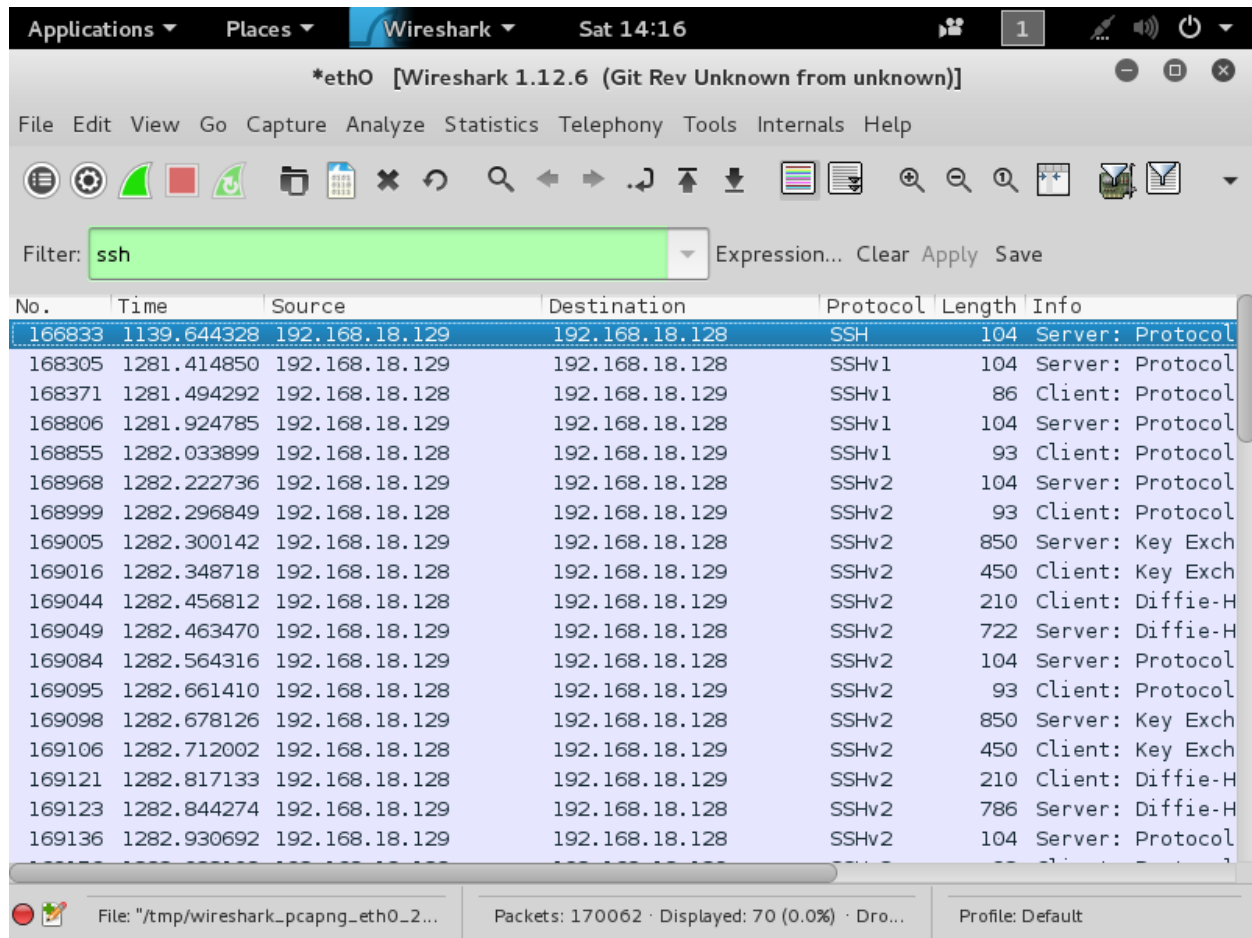 Applications Places Wireshark Sat 14:16 1
*ethO [Wireshark 1.12.6 (Git Rev Unknown from unknown)]
File Edit View Go Capture Analyze Statistics Telephony Tools Internals Help
Filter: ssh Expression... Clear Apply Save
No. Time Source Destination Protocol Length Info
166833 1139.644328 192.168.18.129 192.168.18.128 SSH 104 Server: Protocol
168305 1281.414850 192.168.18.129 192.168.18.128 SSHv1 104 Server: Protocol
168371 1281.494292 192.168.18.128 192.168.18.129 SSHv1 86 Client: Protocol
168806 1281.924785 192.168.18.129 192.168.18.128 SSHv1 104 Server: Protocol
168855 1282.033899 192.168.18.128 192.168.18.129 SSHv1 93 Client: Protocol
168968 1282.222736 192.168.18.129 192.168.18.128 SSHv2 104 Server: Protocol
168999 1282.296849 192.168.18.128 192.168.18.129 SSHv2 93 Client: Protocol
169005 1282.300142 192.168.18.129 192.168.18.128 SSHv2 850 Server: Key Exch
169016 1282.348718 192.168.18.128 192.168.18.129 SSHv2 450 Client: Key Exch
169044 1282.456812 192.168.18.128 192.168.18.129 SSHv2 210 Client: Diffie-H
169049 1282.463470 192.168.18.129 192.168.18.128 SSHv2 722 Server: Diffie-H
169084 1282.564316 192.168.18.129 192.168.18.128 SSHv2 104 Server: Protocol
169095 1282.661410 192.168.18.128 192.168.18.129 SSHv2 93 Client: Protocol
169098 1282.678126 192.168.18.129 192.168.18.128 SSHv2 850 Server: Key Exch
169106 1282.712002 192.168.18.128 192.168.18.129 SSHv2 450 Client: Key Exch
169121 1282.817133 192.168.18.128 192.168.18.129 SSHv2 210 Client: Diffie-H
169123 1282.844274 192.168.18.129 192.168.18.128 SSHv2 786 Server: Diffie-H
169136 1282.930692 192.168.18.129 192.168.18.128 SSHv2 104 Server: Protocol
File: "/tmp/wireshark_pcapng_eth0_2... Packets: 170062 · Displayed: 70 (0.0%) · Dro... Profile: Default